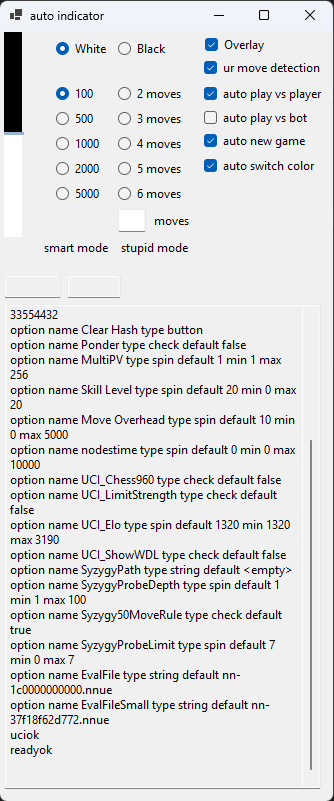 auto indicator
White
Black
Overlay
ur move detection
100
2 moves
auto play vs player
500
3 moves
auto play vs bot
1000
4 moves
auto new game
2000
5 moves
auto switch color
5000
6 moves
moves
smart mode
stupid mode
33554432
option name Clear Hash type button
option name Ponder type check default false
option name MultiPV type spin default 1 min 1 max
256
option name Skill Level type spin default 20 min 0 max
20
option name Move Overhead type spin default 10 min
0 max 5000
option name nodestime type spin default 0 min 0 max
10000
option name UCI_Chess960 type check default false
option name UCI_LimitStrength type check default
false
option name UCI_Elo type spin default 1320 min 1320
max 3190
option name UCI_ShowWDL type check default false
option name SyzygyPath type string default <empty>
option name SyzygyProbeDepth type spin default 1
min 1 max 100
option name Syzygy50MoveRule type check default
true
option name SyzygyProbeLimit type spin default 7
min 0 max 7
option name EvalFile type string default nn-
1c0000000000.nnue
option name EvalFileSmall type string default nn-
37f18f62d772.nnue
uciok
readyok